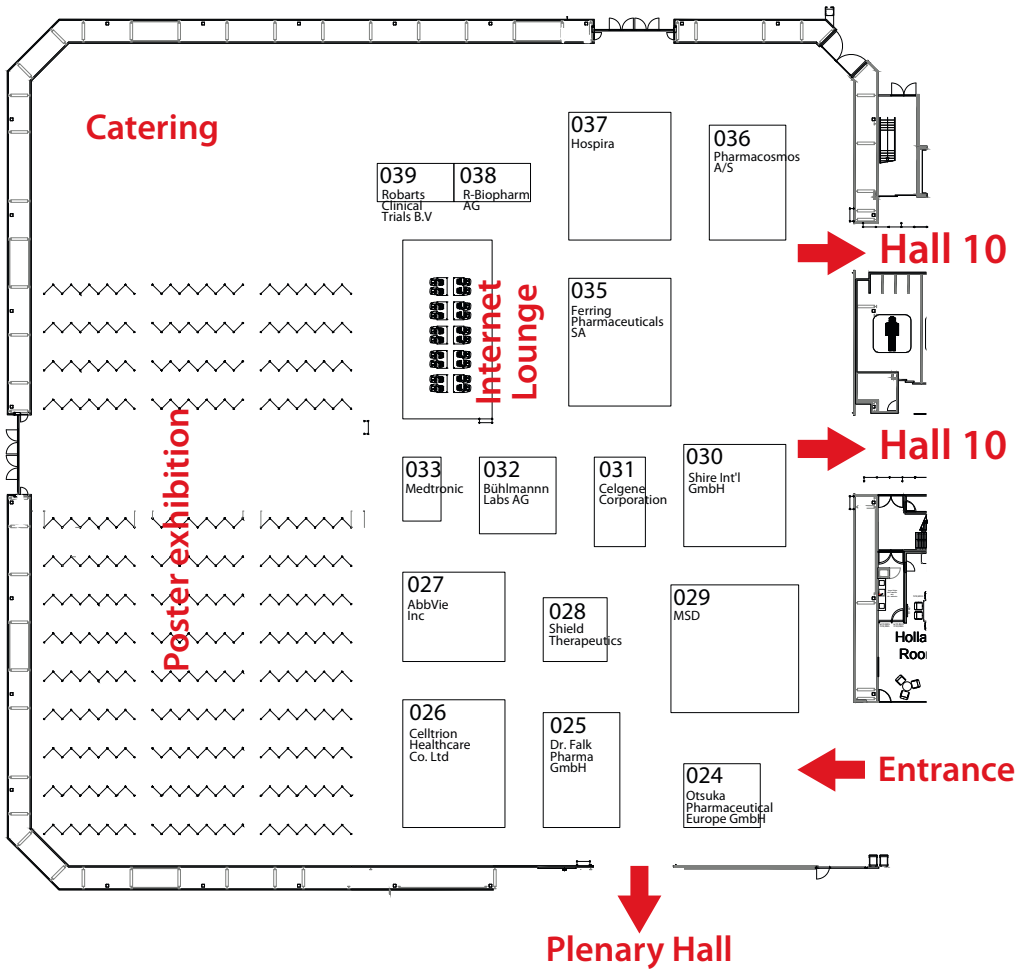 Catering
037
Hospira
036
Pharmacosmos
A/S
039
Robarts
Clinical
Trials B.V
038
R-Biopharm
AG
Hall 10
Internet
Lounge
035
Ferring
Pharmaceuticals
SA
Hall 10
Poster exhibition
033
Medtronic
032
Bühlmannn
Labs AG
031
Celgene
Corporation
030
Shire Int'l
GmbH
027
AbbVie
Inc
028
Shield
Therapeutics
029
MSD
Holla
Roo
026
Celltrion
Healthcare
Co. Ltd
025
Dr. Falk
Pharma
GmbH
024
Otsuka
Pharmaceutical
Europe GmbH
Entrance
Plenary Hall